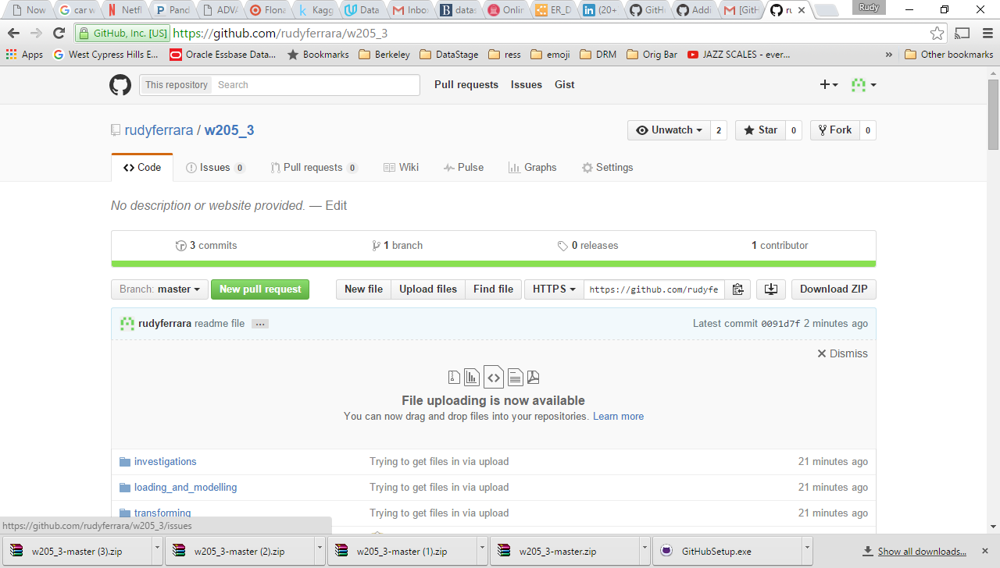 Now
car w
Netfl
Pand
ADVA
Flona
Kagg
Data
Inbo
datas
Onlin
ER_D
(20+
GitH
Addi
[GitH
ru
Rudy
GitHub, Inc. [US] https://github.com/rudyferrara/w205_3
Apps West Cypress Hills E... Oracle Essbase Data... Bookmarks Berkeley DataStage ress emoji DRM Orig Bar JAZZ SCALES - ever... » Other bookmarks
This repository Search Pull requests Issues Gist
rudyferrara / w205_3 Unwatch 2 Star 0 Fork 0
Code Issues 0 Pull requests 0 Wiki Pulse Graphs Settings
No description or website provided. — Edit
3 commits 1 branch 0 releases 1 contributor
Branch: master New pull request New file Upload files Find file HTTPS https://github.com/rudyfe Download ZIP
rudyferrara readme file ... Latest commit 0091d7f 2 minutes ago
Dismiss
File uploading is now available
You can now drag and drop files into your repositories. Learn more
investigations Trying to get files in via upload 21 minutes ago
loading_and_modelling Trying to get files in via upload 21 minutes ago
transforming Trying to get files in via upload 21 minutes ago
https://github.com/rudyferrara/w205_3/issues
w205_3-master (3).zip w205_3-master (2).zip w205_3-master (1).zip w205_3-master.zip GitHubSetup.exe Show all downloads...